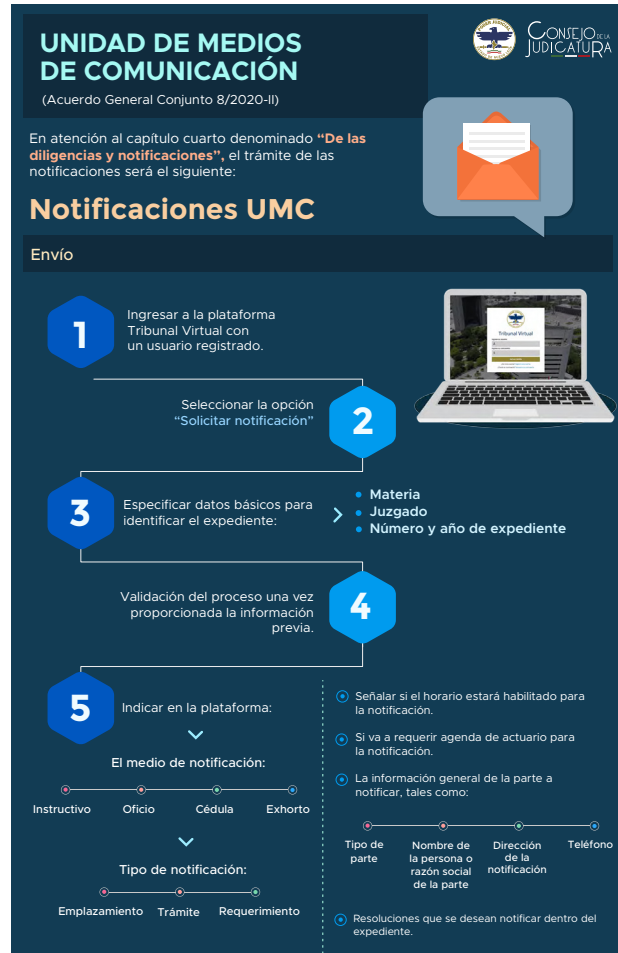 UNIDAD DE MEDIOS
DE COMUNICACIÓN
(Acuerdo General Conjunto 8/2020-II)
CONSEJO DE LA
JUDICATURA
En atención al capítulo cuarto denominado “De las
diligencias y notificaciones”, el trámite de las
notificaciones será el siguiente:
Notificaciones UMC
Envío
1
Ingresar a la plataforma
Tribunal Virtual con
un usuario registrado.
Tribunal Virtual
Seleccionar la opción
“Solicitar notificación”
2
3
Especificar datos básicos para
identificar el expediente:
Materia
Juzgado
Número y año de expediente
Validación del proceso una vez
proporcionada la información
previa.
4
5
Indicar en la plataforma:
El medio de notificación:
Instructivo Oficio Cédula Exhorto
Tipo de notificación:
Emplazamiento Trámite Requerimiento
Señalar si el horario estará habilitado para
la notificación.
Si va a requerir agenda de actuario para
la notificación.
La información general de la parte a
notificar, tales como:
Tipo de
parte
Nombre de
la persona o
razón social
de la parte
Dirección
de la
notificación
Teléfono
Resoluciones que se desean notificar dentro del
expediente.